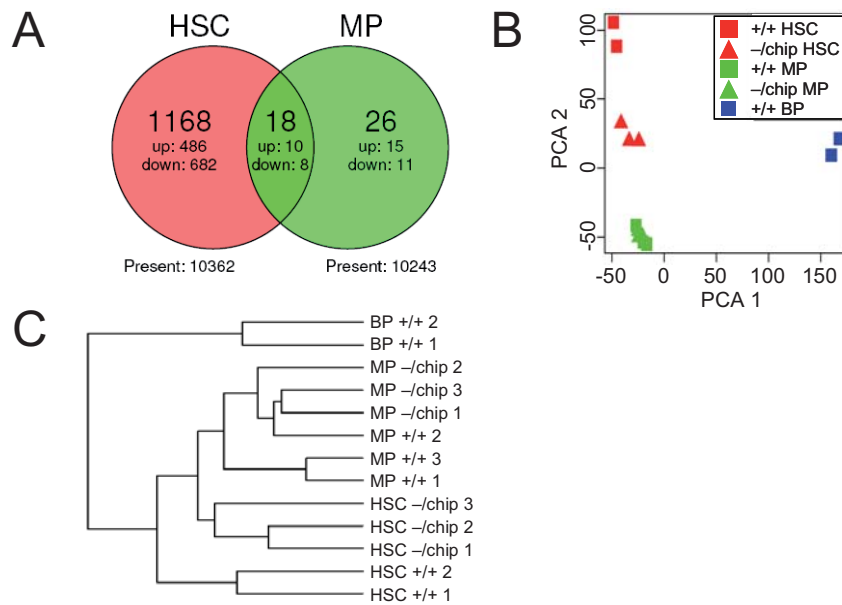 A
HSC
MP
1168
up: 486
down: 682
18
up: 10
down: 8
26
up: 15
down: 11
Present: 10362
Present: 10243
B
+/+ HSC
–/chip HSC
+/+ MP
–/chip MP
+/+ BP
100
50
0
-50
PCA 2
-50 0 50 100 150
PCA 1
C
BP +/+ 2
BP +/+ 1
MP –/chip 2
MP –/chip 3
MP –/chip 1
MP +/+ 2
MP +/+ 3
MP +/+ 1
HSC –/chip 3
HSC –/chip 2
HSC –/chip 1
HSC +/+ 2
HSC +/+ 1